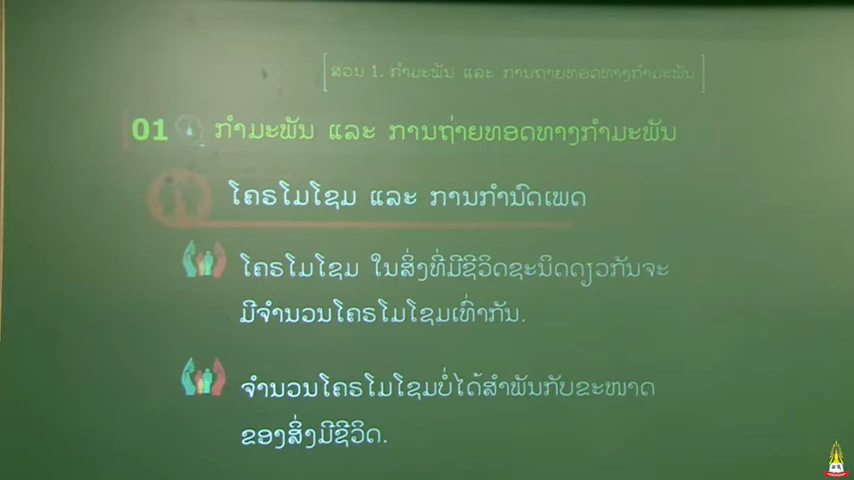 ສວນ 1. ກຳມະພັນ ແລະ ການຖ່າຍທອດທາງກຳມະພັນ
01 ກຳມະພັນ ແລະ ການຖ່າຍທອດທາງກຳມະພັນ
ໂຄຣໂມໂຊມ ແລະ ການກຳນົດເພດ
ໂຄຣໂມໂຊມ ໃນສິ່ງທີ່ມີຊີວິດຊະນິດດຽວກັນຈະ
ມີຈຳນວນໂຄຣໂມໂຊມເທົ່າກັນ.
ຈຳນວນໂຄຣໂມໂຊມບໍ່ໄດ້ສຳພັນກັບຂະໜາດ
ຂອງສິ່ງມີຊີວິດ.